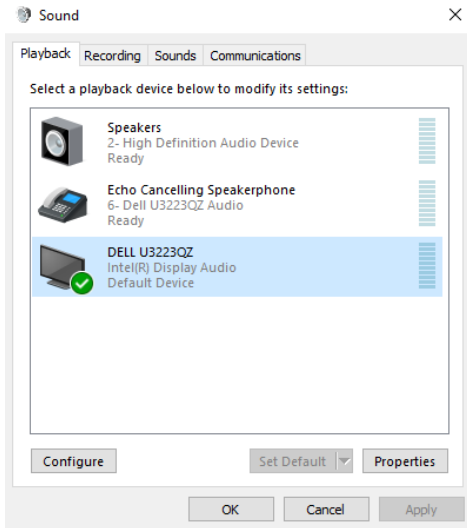 Sound
Playback Recording Sounds Communications
Select a playback device below to modify its settings:
Speakers
2- High Definition Audio Device
Ready
Echo Cancelling Speakerphone
6- Dell U3223QZ Audio
Ready
DELL U3223QZ
Intel(R) Display Audio
Default Device
Configure Set Default Properties
OK Cancel Apply